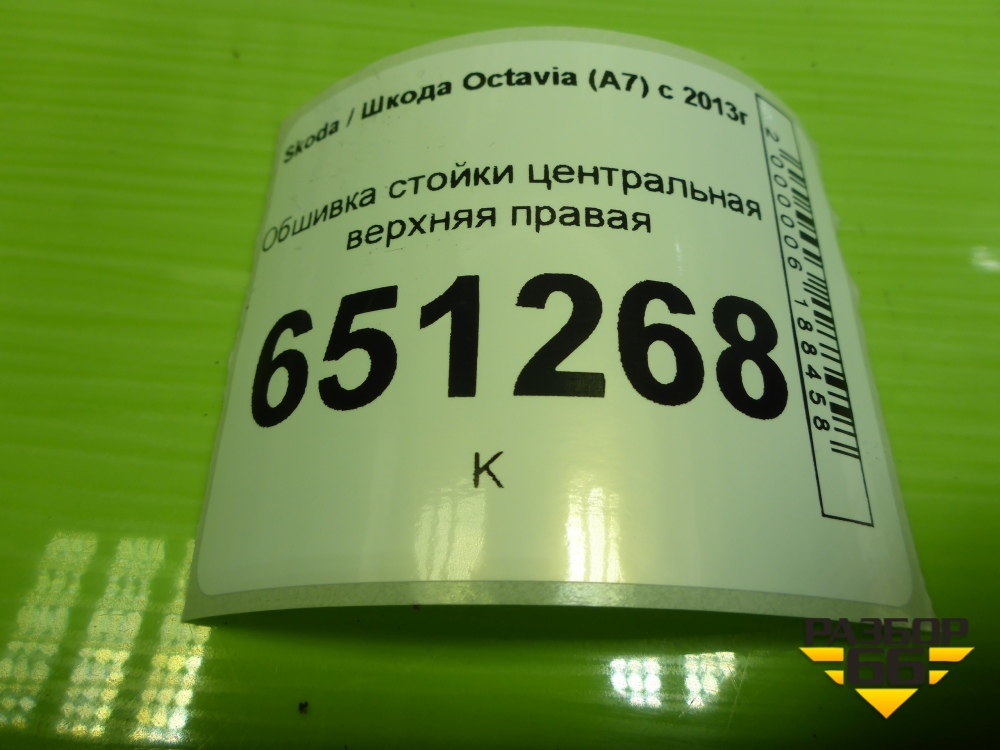 Skoda / Шкода Octavia (A7) с 2013г
Обшивка стойки центральная
верхняя правая
651268
К
2000006188458
РАЗБОР
66